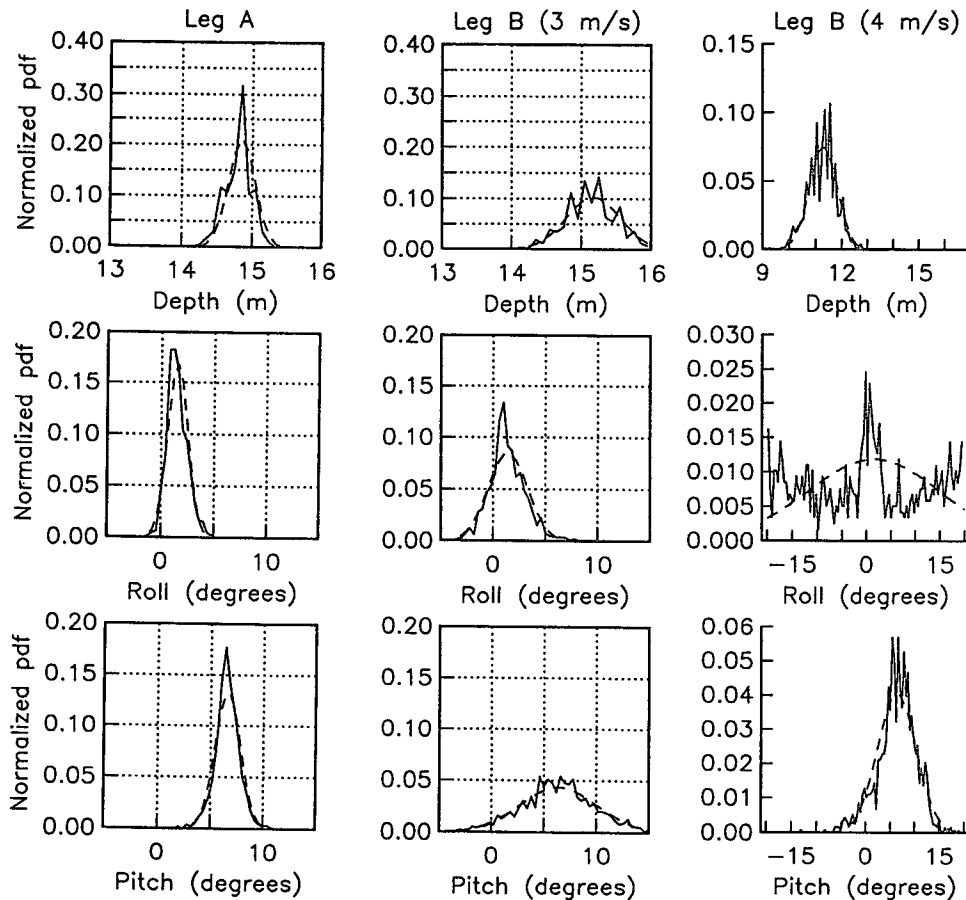 Leg A
Leg B (3 m/s)
Leg B (4 m/s)
Normalized pdf
0.40
0.30
0.20
0.10
0.00
13 14 15 16
Depth (m)
0.40
0.30
0.20
0.10
0.00
13 14 15 16
Depth (m)
0.15
0.10
0.05
0.00
9 12 15
Depth (m)
Normalized pdf
0.20
0.15
0.10
0.05
0.00
0 10
Roll (degrees)
0.20
0.15
0.10
0.05
0.00
0 10
Roll (degrees)
0.030
0.025
0.020
0.015
0.010
0.005
0.000
-15 0 15
Roll (degrees)
Normalized pdf
0.20
0.15
0.10
0.05
0.00
0 10
Pitch (degrees)
0.20
0.15
0.10
0.05
0.00
0 10
Pitch (degrees)
0.06
0.05
0.04
0.03
0.02
0.01
0.00
-15 0 15
Pitch (degrees)